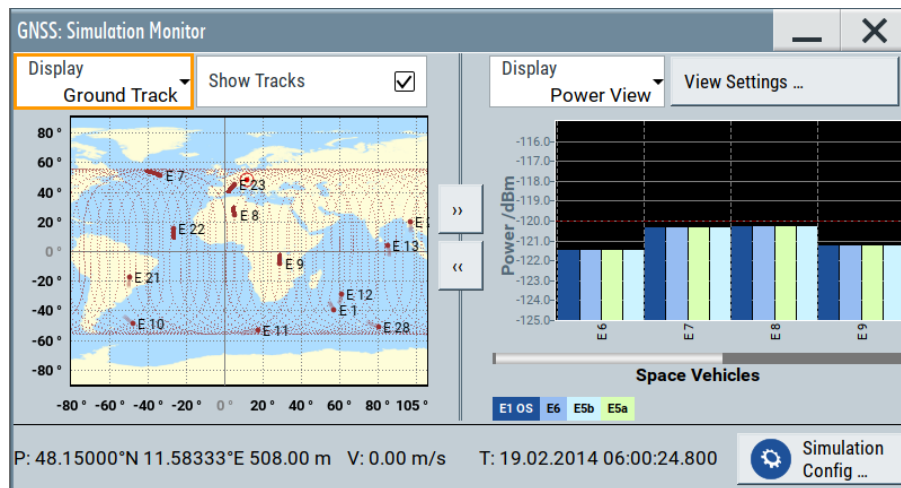 GNSS: Simulation Monitor
Display
Ground Track
Show Tracks
80 °
60 °
40 °
20 °
0 °
-20 °
-40 °
-60 °
-80 °
E 7
E 23
E 8
E 22
E 13
E 9
E 21
E 12
E 1
E 10
E 11
E 28
-80 ° -60 ° -40 ° -20 ° 0 ° 20 ° 40 ° 60 ° 80 ° 105 °
››
‹‹
Display
Power View
View Settings ...
Power /dBm
-116.0
-117.0
-118.0
-119.0
-120.0
-121.0
-122.0
-123.0
-124.0
-125.0
E 6
E 7
E 8
E 9
Space Vehicles
E1 OS E6 E5b E5a
P: 48.15000°N 11.58333°E 508.00 m V: 0.00 m/s T: 19.02.2014 06:00:24.800
Simulation
Config ...